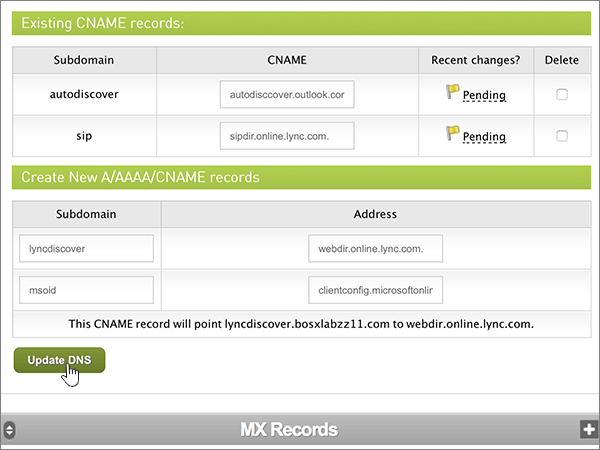 Existing CNAME records:
Subdomain CNAME Recent changes? Delete
autodiscover autodisccover.outlook.cor Pending
sip sipdir.online.lync.com. Pending
Create New A/AAAA/CNAME records
Subdomain Address
lyncdiscover webdir.online.lync.com.
msoid clientconfig.microsoftonlir
This CNAME record will point lyncdiscover.bosxlabzz11.com to webdir.online.lync.com.
Update DNS
MX Records